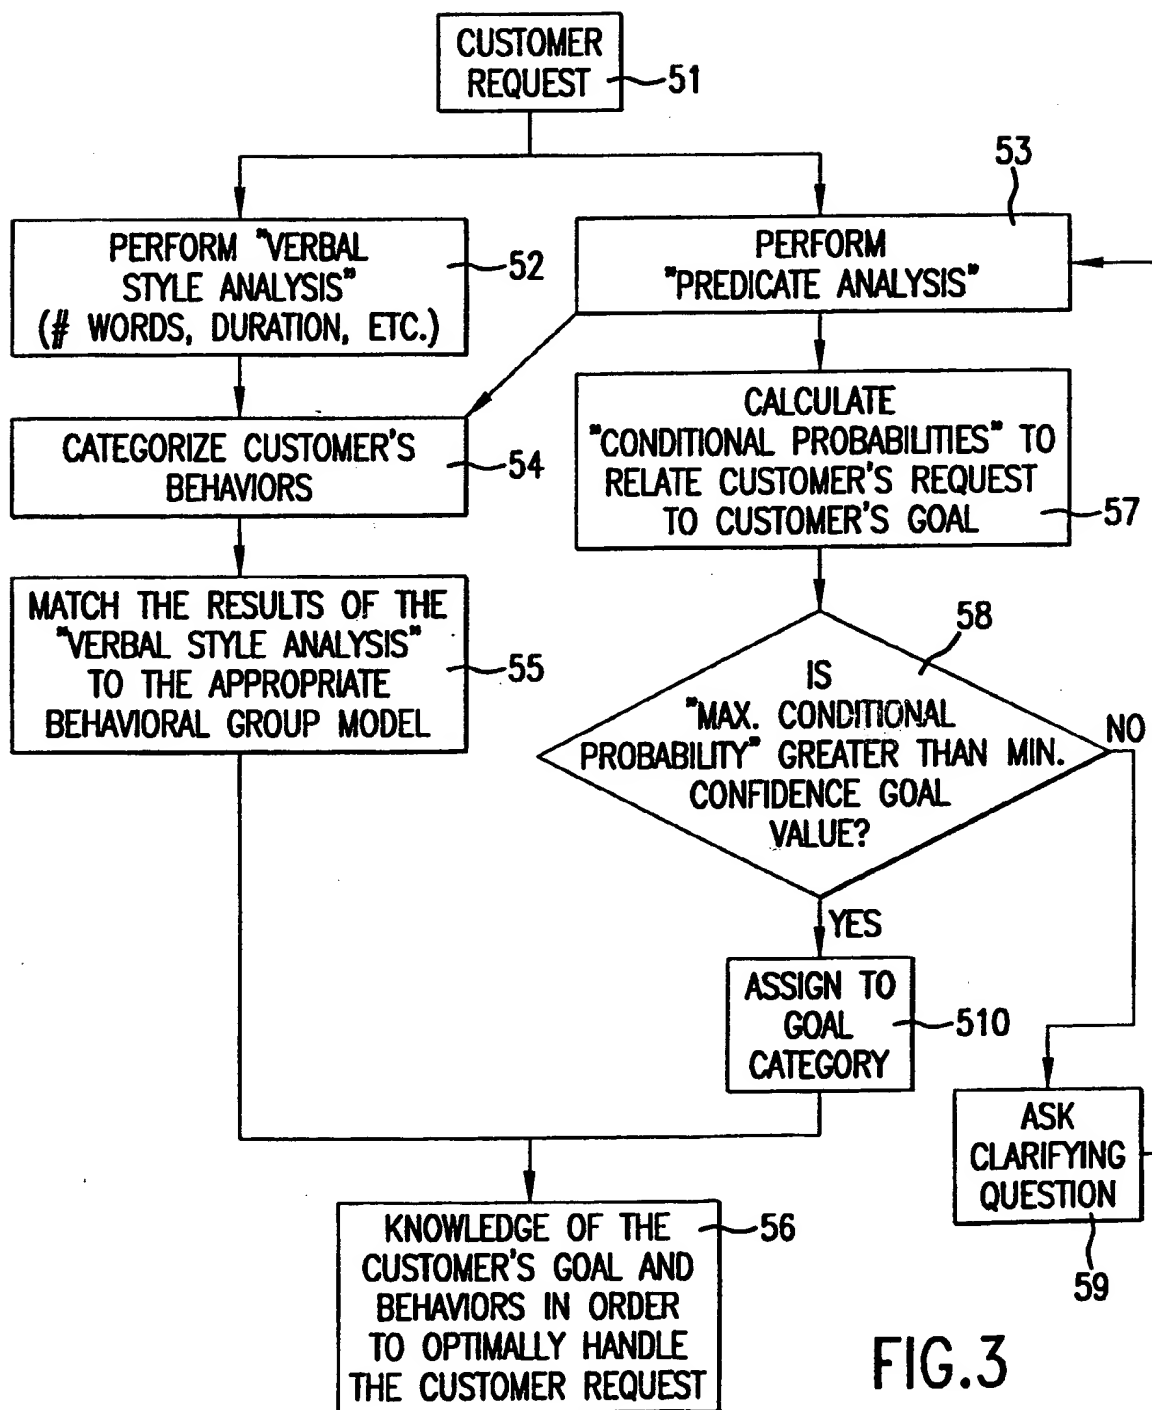 CUSTOMER
REQUEST
51
53
PERFORM "VERBAL
STYLE ANALYSIS"
(# WORDS, DURATION, ETC.)
52
PERFORM
"PREDICATE ANALYSIS"
CATEGORIZE CUSTOMER'S
BEHAVIORS
54
CALCULATE
"CONDITIONAL PROBABILITIES" TO
RELATE CUSTOMER'S REQUEST
TO CUSTOMER'S GOAL
57
MATCH THE RESULTS OF THE
"VERBAL STYLE ANALYSIS"
TO THE APPROPRIATE
BEHAVIORAL GROUP MODEL
55
58
IS
"MAX. CONDITIONAL
PROBABILITY" GREATER THAN MIN.
CONFIDENCE GOAL
VALUE?
NO
YES
ASSIGN TO
GOAL
CATEGORY
510
ASK
CLARIFYING
QUESTION
59
KNOWLEDGE OF THE
CUSTOMER'S GOAL AND
BEHAVIORS IN ORDER
TO OPTIMALLY HANDLE
THE CUSTOMER REQUEST
56
FIG.3